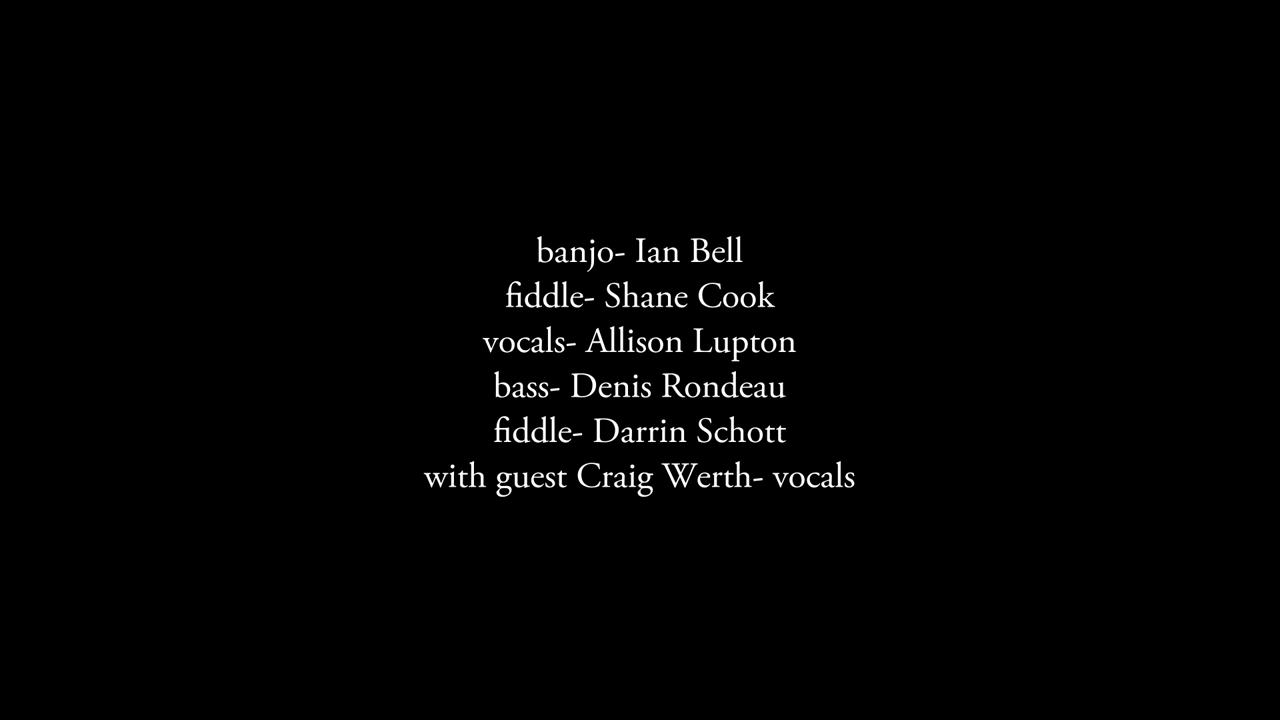 banjo- Ian Bell
fiddle- Shane Cook
vocals- Allison Lupton
bass- Denis Rondeau
fiddle- Darrin Schott
with guest Craig Werth- vocals